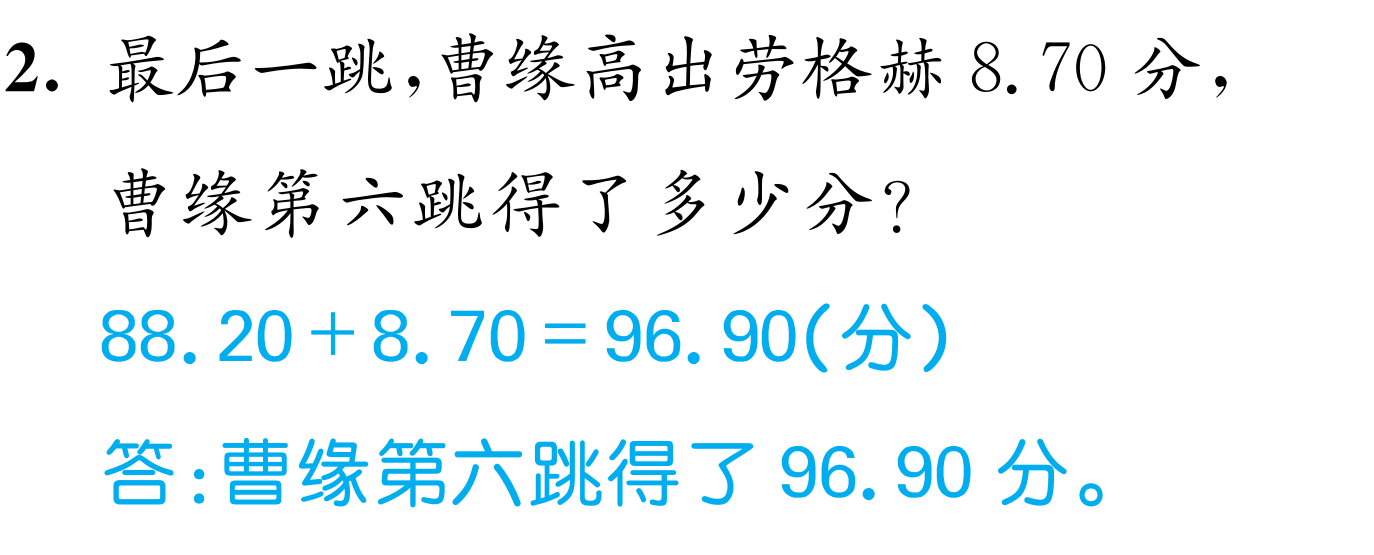 2. 最后一跳,曹缘高出劳格赫 8.70 分,
曹缘第六跳得了多少分?
88.20+8.70=96.90(分)
答:曹缘第六跳得了 96.90 分。